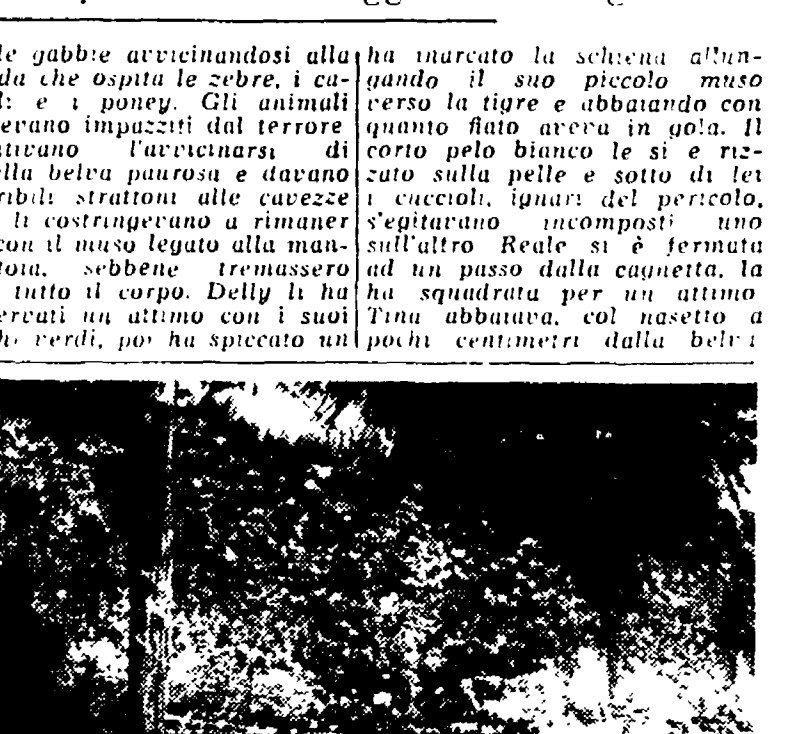 le gabbie avvicinandosi alla
da che ospita le zebre, i ca-
li e i poney. Gli animali
evano impazziti dal terrore
ntivano l'avvicinarsi di
ella belva paurosa e davano
ribili strattoni alle cavezze
li costringevano a rimaner
con il muso legato alla man-
toia, sebbene tremassero
tutto il corpo. Delly li ha
ervati un attimo con i suoi
hi verdi, poi ha spiccato un
ha inarcato la schiena allun-
gando il suo piccolo muso
verso la tigre e abbaiando con
quanto fiato aveva in gola. Il
corto pelo bianco le si e riz-
zato sulla pelle e sotto di lei
i cuccioli, ignari del pericolo,
s'egitavano incomposti uno
sull'altro Reale si è fermata
ad un passo dalla cagnetta, la
ha squadrata per un attimo
Tina abbaiava, col nasetto a
pochi centimetri dalla belva